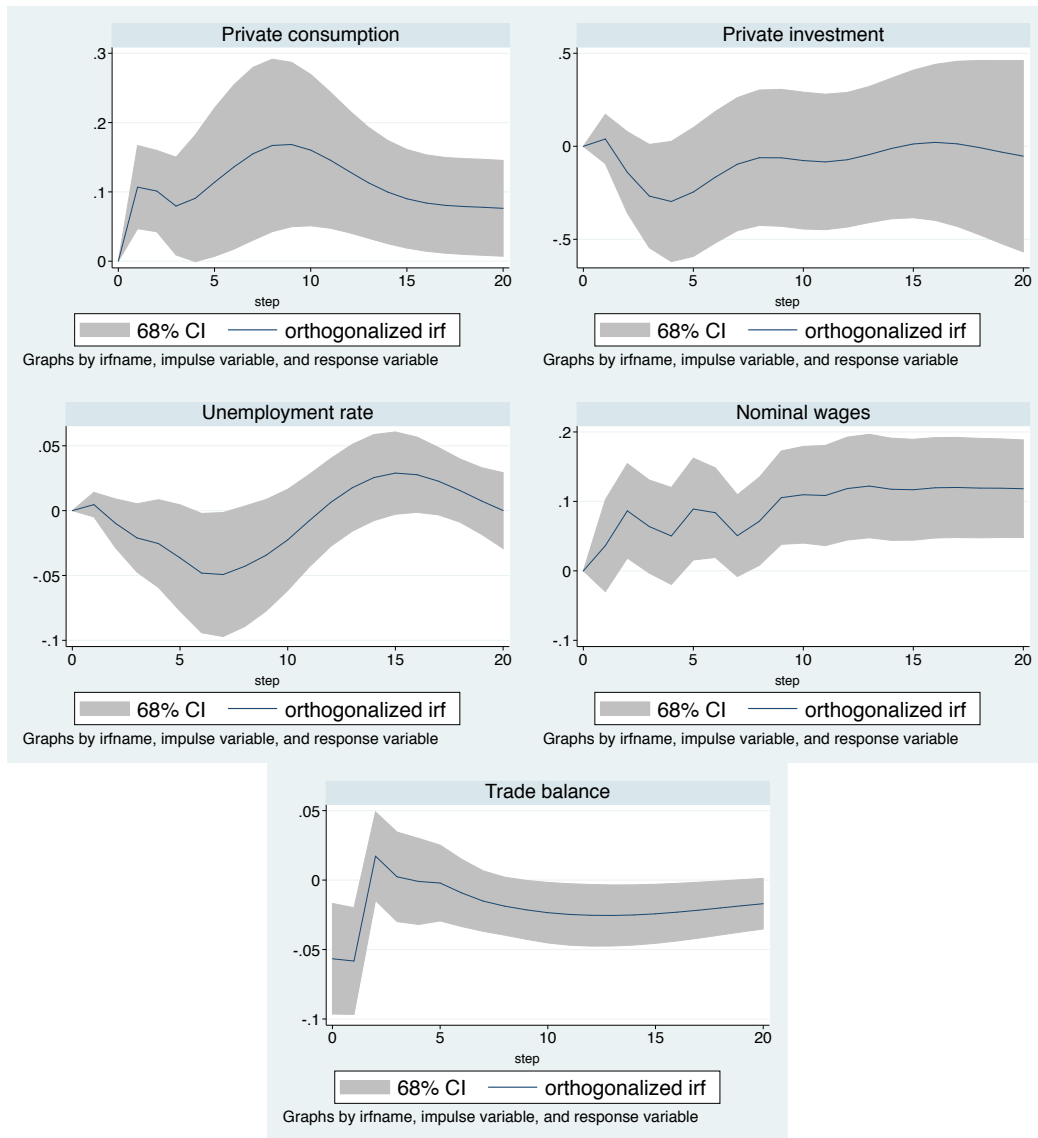 Private consumption
.3
.2
.1
0
0 5 10 15 20
step
68% CI orthogonalized irf
Graphs by irfname, impulse variable, and response variable
Private investment
.5
0
-.5
0 5 10 15 20
step
68% CI orthogonalized irf
Graphs by irfname, impulse variable, and response variable
Unemployment rate
.05
0
-.05
-.1
0 5 10 15 20
step
68% CI orthogonalized irf
Graphs by irfname, impulse variable, and response variable
Nominal wages
.2
.1
0
-.1
0 5 10 15 20
step
68% CI orthogonalized irf
Graphs by irfname, impulse variable, and response variable
Trade balance
.05
0
-.05
-.1
0 5 10 15 20
step
68% CI orthogonalized irf
Graphs by irfname, impulse variable, and response variable